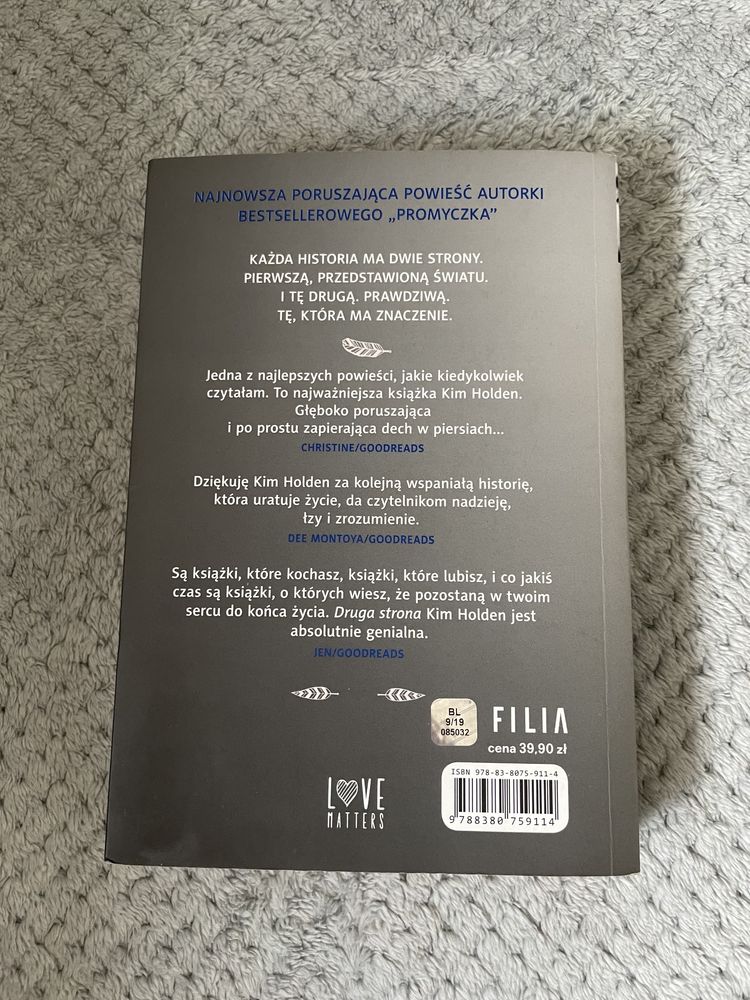 NAJNOWSZA PORUSZAJĄCA POWIEŚĆ AUTORKI
BESTSELLEROWEGO „PROMYCZKA”
KAŻDA HISTORIA MA DWIE STRONY.
PIERWSZĄ, PRZEDSTAWIONĄ ŚWIATU.
I TĘ DRUGĄ. PRAWDZIWĄ.
TĘ, KTÓRA MA ZNACZENIE.
Jedna z najlepszych powieści, jakie kiedykolwiek
czytałam. To najważniejsza książka Kim Holden.
Głęboko poruszająca
i po prostu zapierająca dech w piersiach...
CHRISTINE/GOODREADS
Dziękuję Kim Holden za kolejną wspaniałą historię,
która uratuje życie, da czytelnikom nadzieję,
łzy i zrozumienie.
DEE MONTOYA/GOODREADS
Są książki, które kochasz, książki, które lubisz, i co jakiś
czas są książki, o których wiesz, że pozostaną w twoim
sercu do końca życia. Druga strona Kim Holden jest
absolutnie genialna.
JEN/GOODREADS
BL
9/19
085032
FILIA
cena 39,90 zł
ISBN 978-83-8075-911-4
9 788380 759114
LOVE
MATTERS